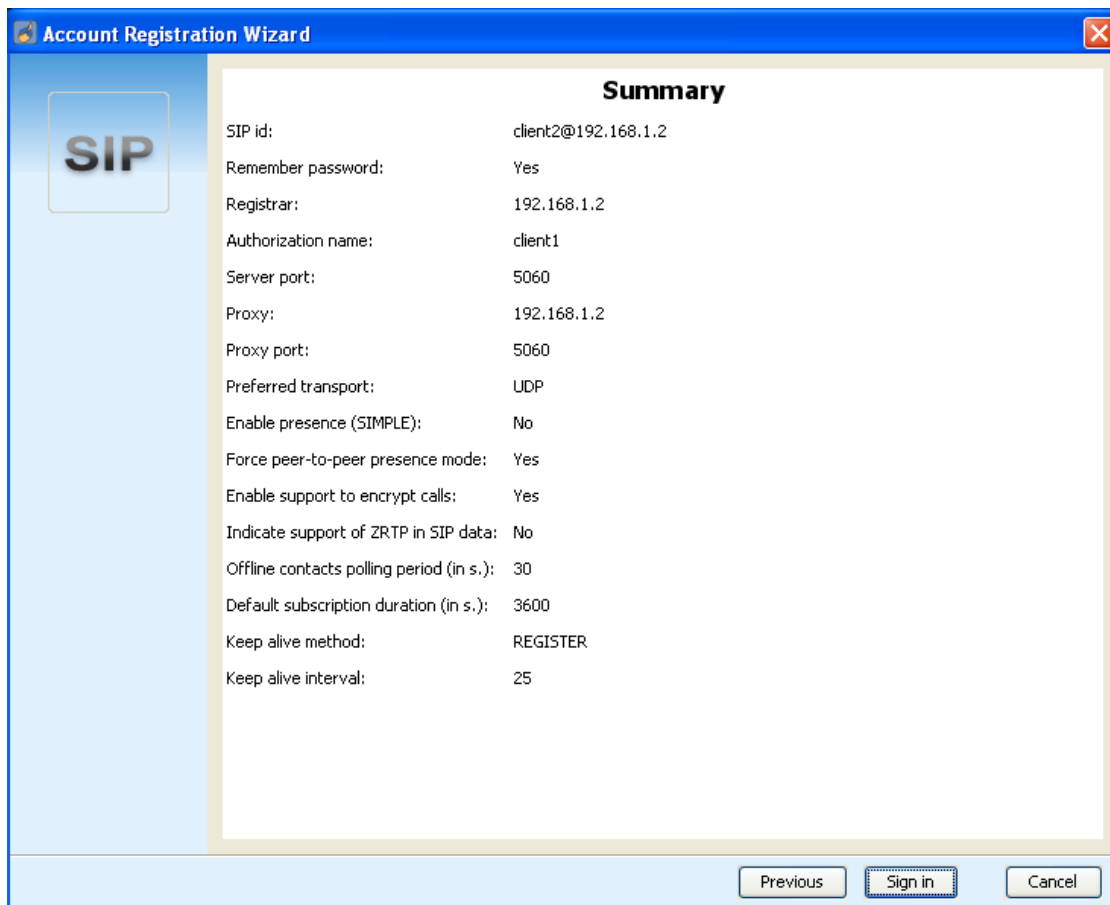 Account Registration Wizard
SIP
Summary
SIP id: client2@192.168.1.2
Remember password: Yes
Registrar: 192.168.1.2
Authorization name: client1
Server port: 5060
Proxy: 192.168.1.2
Proxy port: 5060
Preferred transport: UDP
Enable presence (SIMPLE): No
Force peer-to-peer presence mode: Yes
Enable support to encrypt calls: Yes
Indicate support of ZRTP in SIP data: No
Offline contacts polling period (in s.): 30
Default subscription duration (in s.): 3600
Keep alive method: REGISTER
Keep alive interval: 25
Previous Sign in Cancel